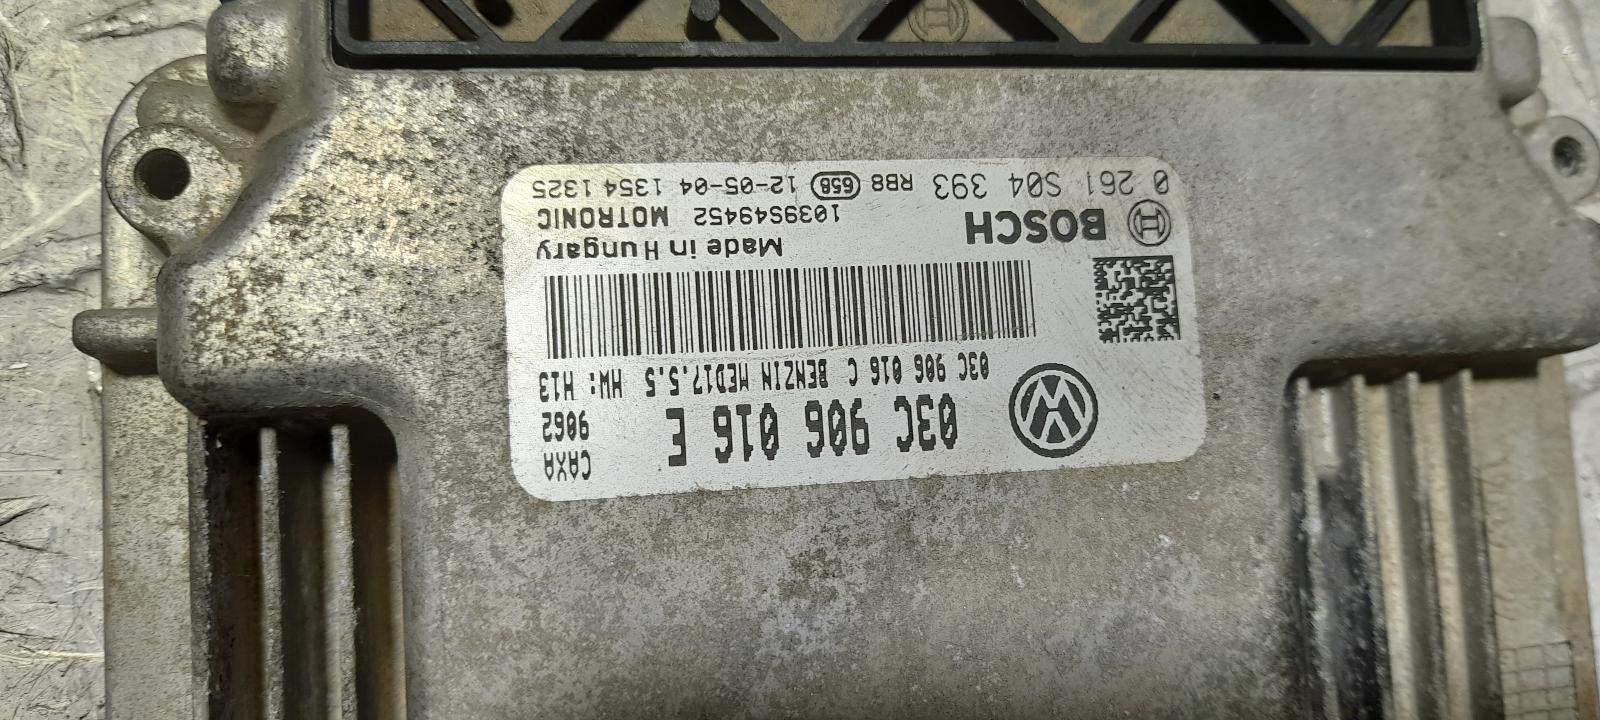 CAXA
03C 906 016 E 9062
03C 906 016 C BENZIN MED17.5.5 HW: H13
Made in Hungary
BOSCH 1039S49452 MOTRONIC
0 261 S04 393 RB8 65B 12-05-04 1354 1325